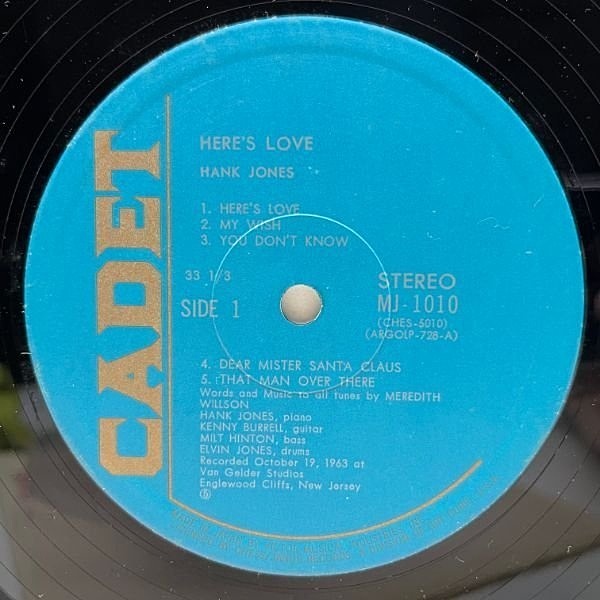 CADET
HERE'S LOVE
HANK JONES
1. HERE'S LOVE
2. MY WISH
3. YOU DON'T KNOW
33 1/3
SIDE 1
STEREO
MJ-1010
(CHES-5010)
(ARGOLP-728-A)
4. DEAR MISTER SANTA CLAUS
5. THAT MAN OVER THERE
Words and Music to all tunes by MEREDITH
WILLSON
HANK JONES, piano
KENNY BURRELL, guitar
MILT HINTON, bass
ELVIN JONES, drums
Recorded October 19, 1963 at
Van Gelder Studios
Englewood Cliffs, New Jersey